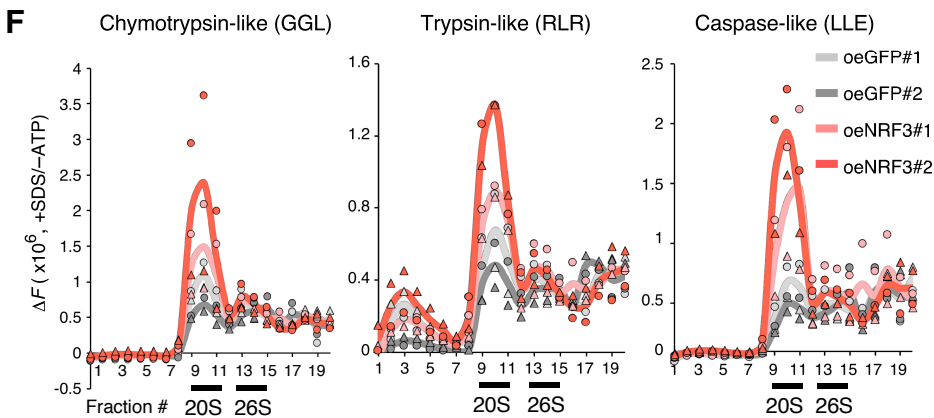 F
Chymotrypsin-like (GGL)
Trypsin-like (RLR)
Caspase-like (LLE)
ΔF ( x10⁶, +SDS/−ATP)
4
3.5
3
2.5
2
1.5
1
0.5
0
-0.5
1 3 5 7 9 11 13 15 17 19
Fraction # 20S 26S
1.6
1.2
0.8
0.4
0
1 3 5 7 9 11 13 15 17 19
20S 26S
2.5
2
1.5
1
0.5
0
1 3 5 7 9 11 13 15 17 19
20S 26S
oeGFP#1
oeGFP#2
oeNRF3#1
oeNRF3#2